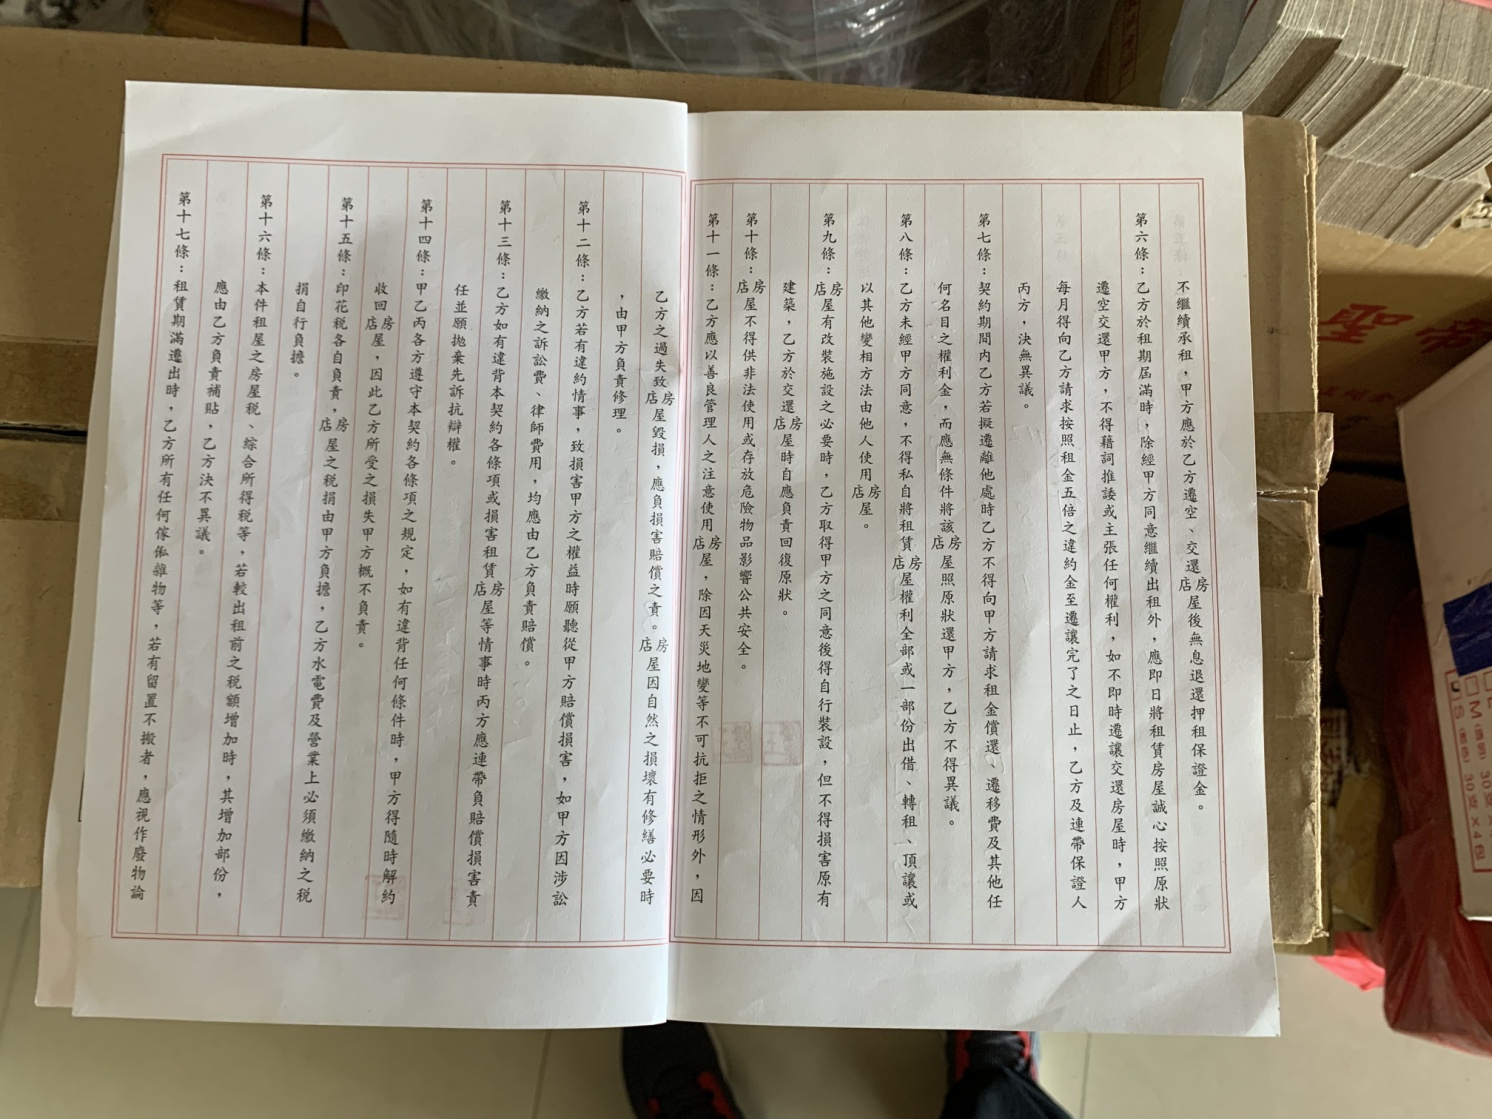 不繼續承租，甲方應於乙方遷空、交還房店屋後無息退還押租保證金。
第六條：乙方於租期屆滿時，除經甲方同意繼續出租外，應即日將租賃房屋誠心按照原狀
遷空交還甲方，不得藉詞推諉或主張任何權利，如不即時遷讓交還房屋時，甲方
每月得向乙方請求按照租金五倍之違約金至遷讓完了之日止，乙方及連帶保證人
丙方，決無異議。
第七條：契約期間內乙方若擬遷離他處時乙方不得向甲方請求租金償還、遷移費及其他任
何名目之權利金，而應無條件將該房店屋照原狀還甲方，乙方不得異議。
第八條：乙方未經甲方同意，不得私自將租賃房店屋權利全部或一部份出借、轉租、頂讓或
以其他變相方法由他人使用房店屋。
第九條：房店屋有改裝施設之必要時，乙方取得甲方之同意後得自行裝設，但不得損害原有
建築，乙方於交還房店屋時自應負責回復原狀。
第十條：房店屋不得供非法使用或存放危險物品影響公共安全。
第十一條：乙方應以善良管理人之注意使用房店屋，除因天災地變等不可抗拒之情形外，因
乙方之過失致房店屋毀損，應負損害賠償之責。房店屋因自然之損壞有修繕必要時
，由甲方負責修理。
第十二條：乙方若有違約情事，致損害甲方之權益時願聽從甲方賠償損害，如甲方因涉訟
繳納之訴訟費、律師費用，均應由乙方負責賠償。
第十三條：乙方如有違背本契約各條項或損害租賃房店屋等情事時丙方應連帶負賠償損害責
任並願拋棄先訴抗辯權。
第十四條：甲乙丙各方遵守本契約各條項之規定，如有違背任何條件時，甲方得隨時解約
收回房店屋，因此乙方所受之損失甲方概不負責。
第十五條：印花稅各自負責，房店屋之稅捐由甲方負擔，乙方水電費及營業上必須繳納之稅
捐自行負擔。
第十六條：本件租屋之房屋稅、綜合所得稅等，若較出租前之稅額增加時，其增加部份，
應由乙方負責補貼，乙方決不異議。
第十七條：租賃期滿遷出時，乙方所有任何傢俬雜物等，若有留置不搬者，應視作廢物論
M
30支×4包
S
30支×4包